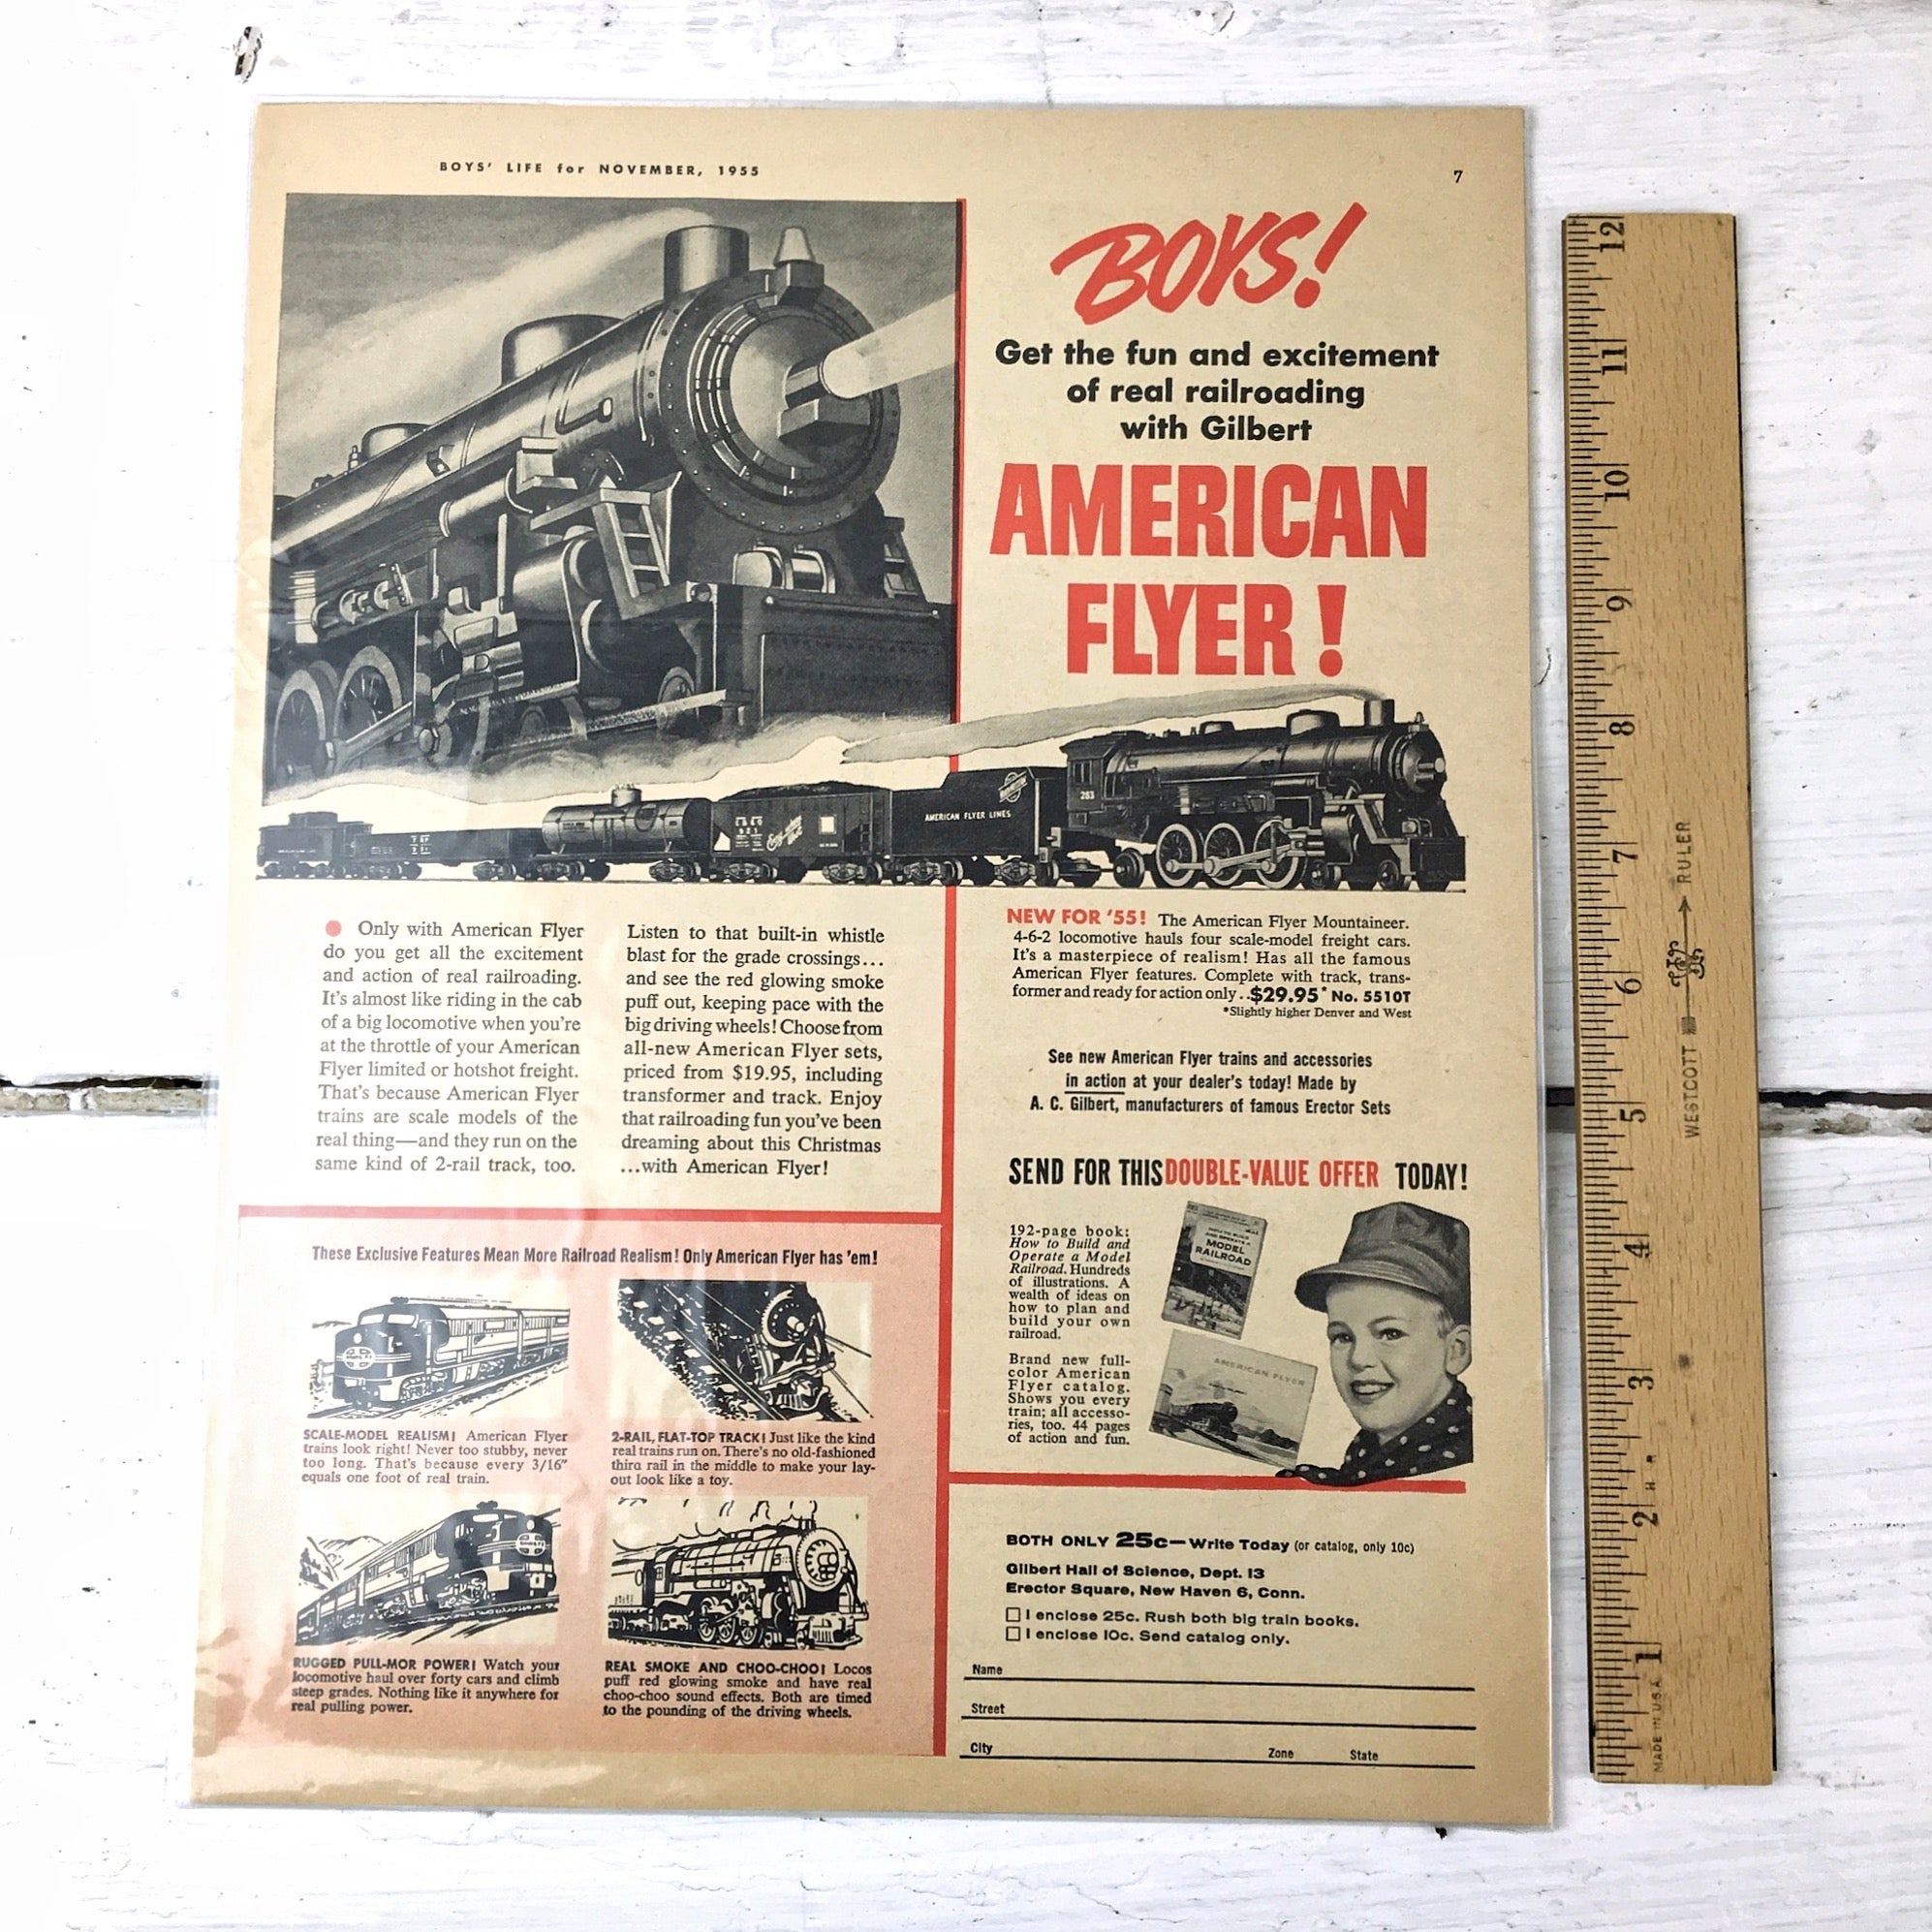 BOYS' LIFE for NOVEMBER, 1955
7
BOYS!
Get the fun and excitement
of real railroading
with Gilbert
AMERICAN
FLYER!
AMERICAN FLYER LINES
283
Only with American Flyer
do you get all the excitement
and action of real railroading.
It's almost like riding in the cab
of a big locomotive when you're
at the throttle of your American
Flyer limited or hotshot freight.
That's because American Flyer
trains are scale models of the
real thing—and they run on the
same kind of 2-rail track, too.
Listen to that built-in whistle
blast for the grade crossings...
and see the red glowing smoke
puff out, keeping pace with the
big driving wheels! Choose from
all-new American Flyer sets,
priced from $19.95, including
transformer and track. Enjoy
that railroading fun you've been
dreaming about this Christmas
...with American Flyer!
NEW FOR '55! The American Flyer Mountaineer.
4-6-2 locomotive hauls four scale-model freight cars.
It's a masterpiece of realism! Has all the famous
American Flyer features. Complete with track, trans-
former and ready for action only..$29.95* No. 5510T
*Slightly higher Denver and West
See new American Flyer trains and accessories
in action at your dealer's today! Made by
A. C. Gilbert, manufacturers of famous Erector Sets
SEND FOR THIS DOUBLE-VALUE OFFER TODAY!
192-page book:
How to Build and
Operate a Model
Railroad. Hundreds
of illustrations. A
wealth of ideas on
how to plan and
build your own
railroad.
Brand new full-
color American
Flyer catalog.
Shows you every
train; all accesso-
ries, too. 44 pages
of action and fun.
MODEL
RAILROAD
AMERICAN FLYER
These Exclusive Features Mean More Railroad Realism! Only American Flyer has 'em!
SCALE-MODEL REALISM! American Flyer
trains look right! Never too stubby, never
too long. That's because every 3/16"
equals one foot of real train.
2-RAIL, FLAT-TOP TRACK! Just like the kind
real trains run on. There's no old-fashioned
third rail in the middle to make your lay-
out look like a toy.
RUGGED PULL-MOR POWER! Watch your
locomotive haul over forty cars and climb
steep grades. Nothing like it anywhere for
real pulling power.
REAL SMOKE AND CHOO-CHOO! Locos
puff red glowing smoke and have real
choo-choo sound effects. Both are timed
to the pounding of the driving wheels.
BOTH ONLY 25c—Write Today (or catalog, only 10c)
Gilbert Hall of Science, Dept. 13
Erector Square, New Haven 6, Conn.
I enclose 25c. Rush both big train books.
I enclose 10c. Send catalog only.
Name
Street
City Zone State
12
11
10
9
8
7
6
5
4
3
2
1
WESTCOTT RULER
MADE IN U.S.A.